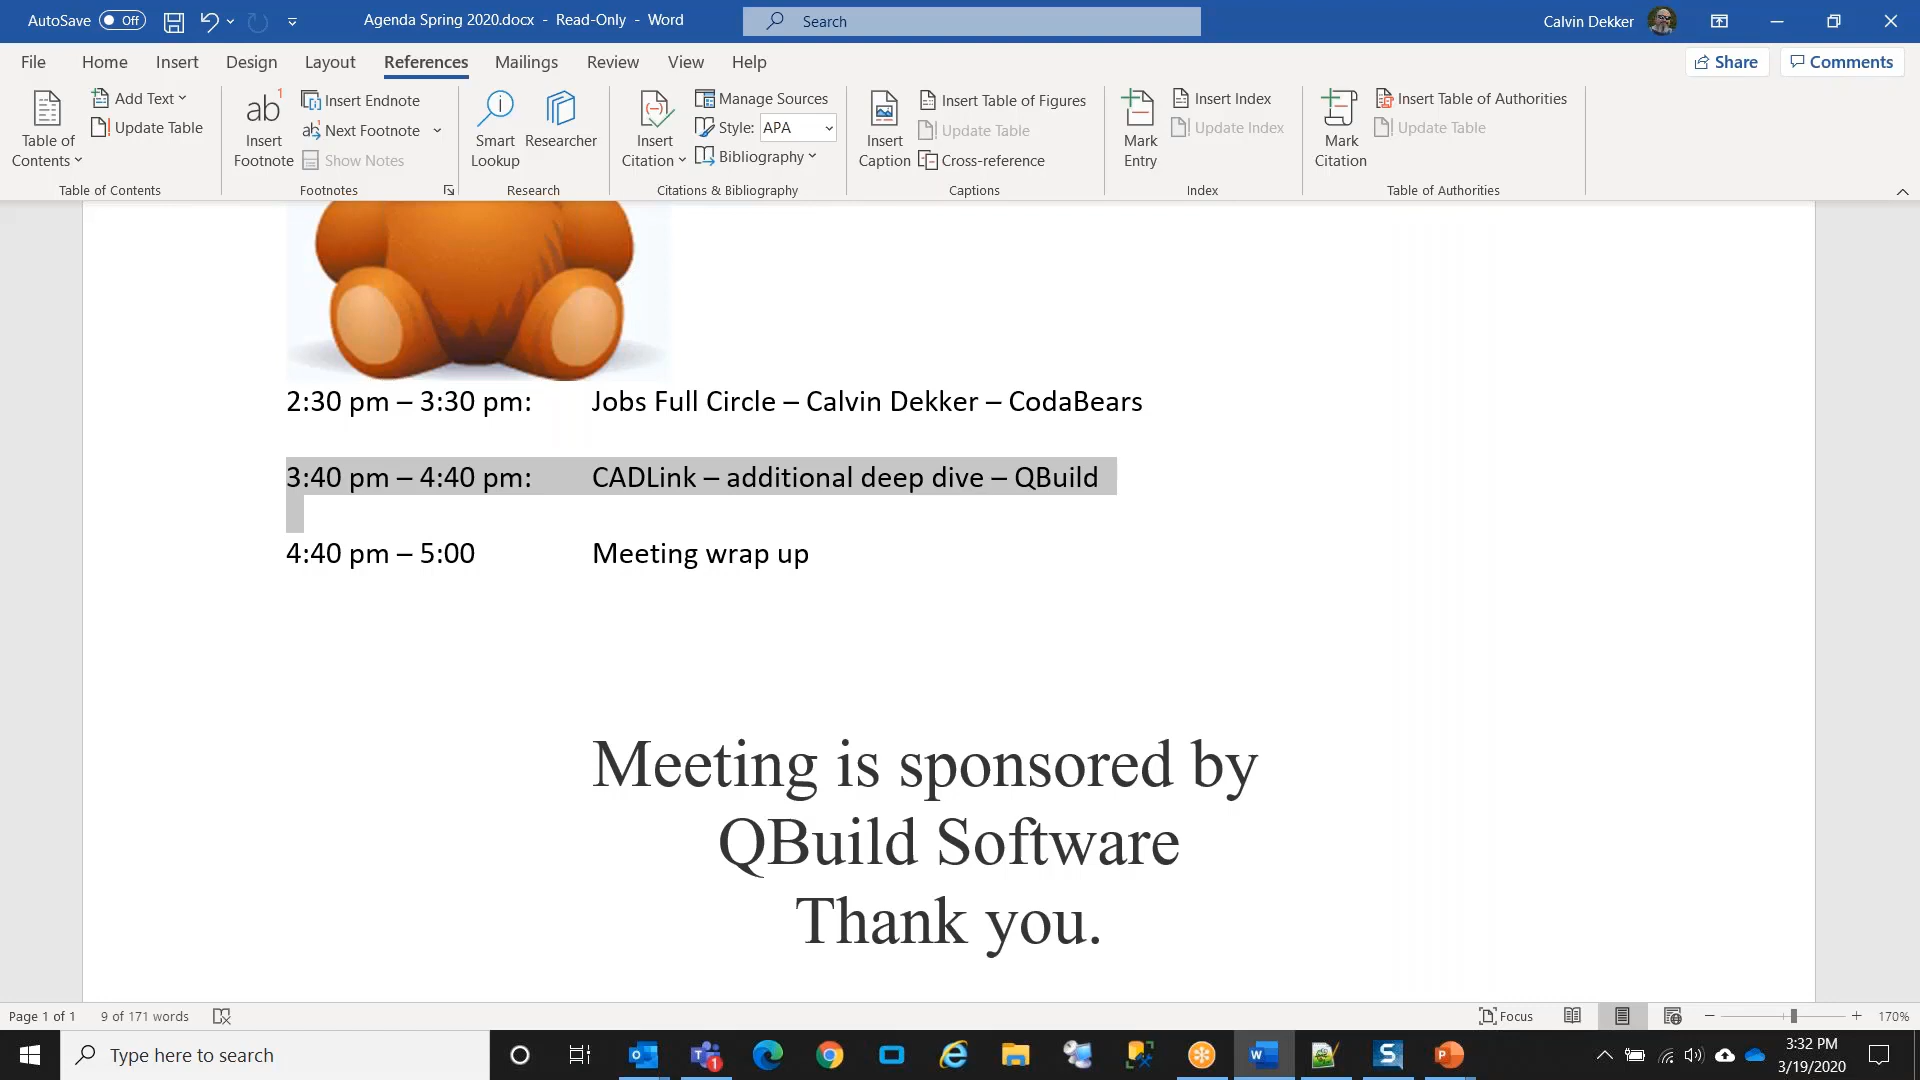 AutoSave Off Agenda Spring 2020.docx - Read-Only - Word Search Calvin Dekker
File Home Insert Design Layout References Mailings Review View Help Share Comments
Table of Contents
Add Text
Update Table
Table of Contents
ab 1
Insert Footnote
Insert Endnote
Next Footnote
Show Notes
Footnotes
Smart Lookup
Researcher
Research
Insert Citation
Manage Sources
Style: APA
Bibliography
Citations & Bibliography
Insert Caption
Insert Table of Figures
Update Table
Cross-reference
Captions
Mark Entry
Insert Index
Update Index
Index
Mark Citation
Insert Table of Authorities
Update Table
Table of Authorities
2:30 pm – 3:30 pm: Jobs Full Circle – Calvin Dekker – CodaBears
3:40 pm – 4:40 pm: CADLink – additional deep dive – QBuild
4:40 pm – 5:00 Meeting wrap up
Meeting is sponsored by
QBuild Software
Thank you.
Page 1 of 1 9 of 171 words Focus 170%
Type here to search
3:32 PM
3/19/2020